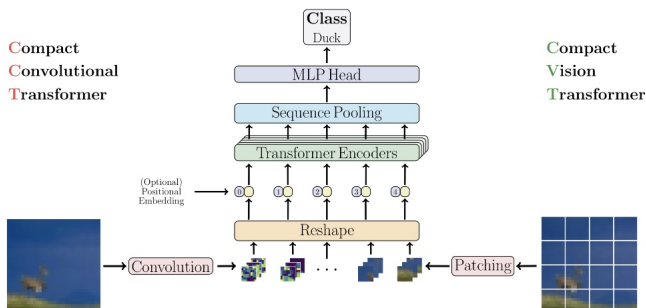 Class
Duck
Compact
Convolutional
Transformer
Compact
Vision
Transformer
MLP Head
Sequence Pooling
Transformer Encoders
(Optional)
Positional
Embedding
0 1 2 3 4
Reshape
Convolution
. . .
Patching